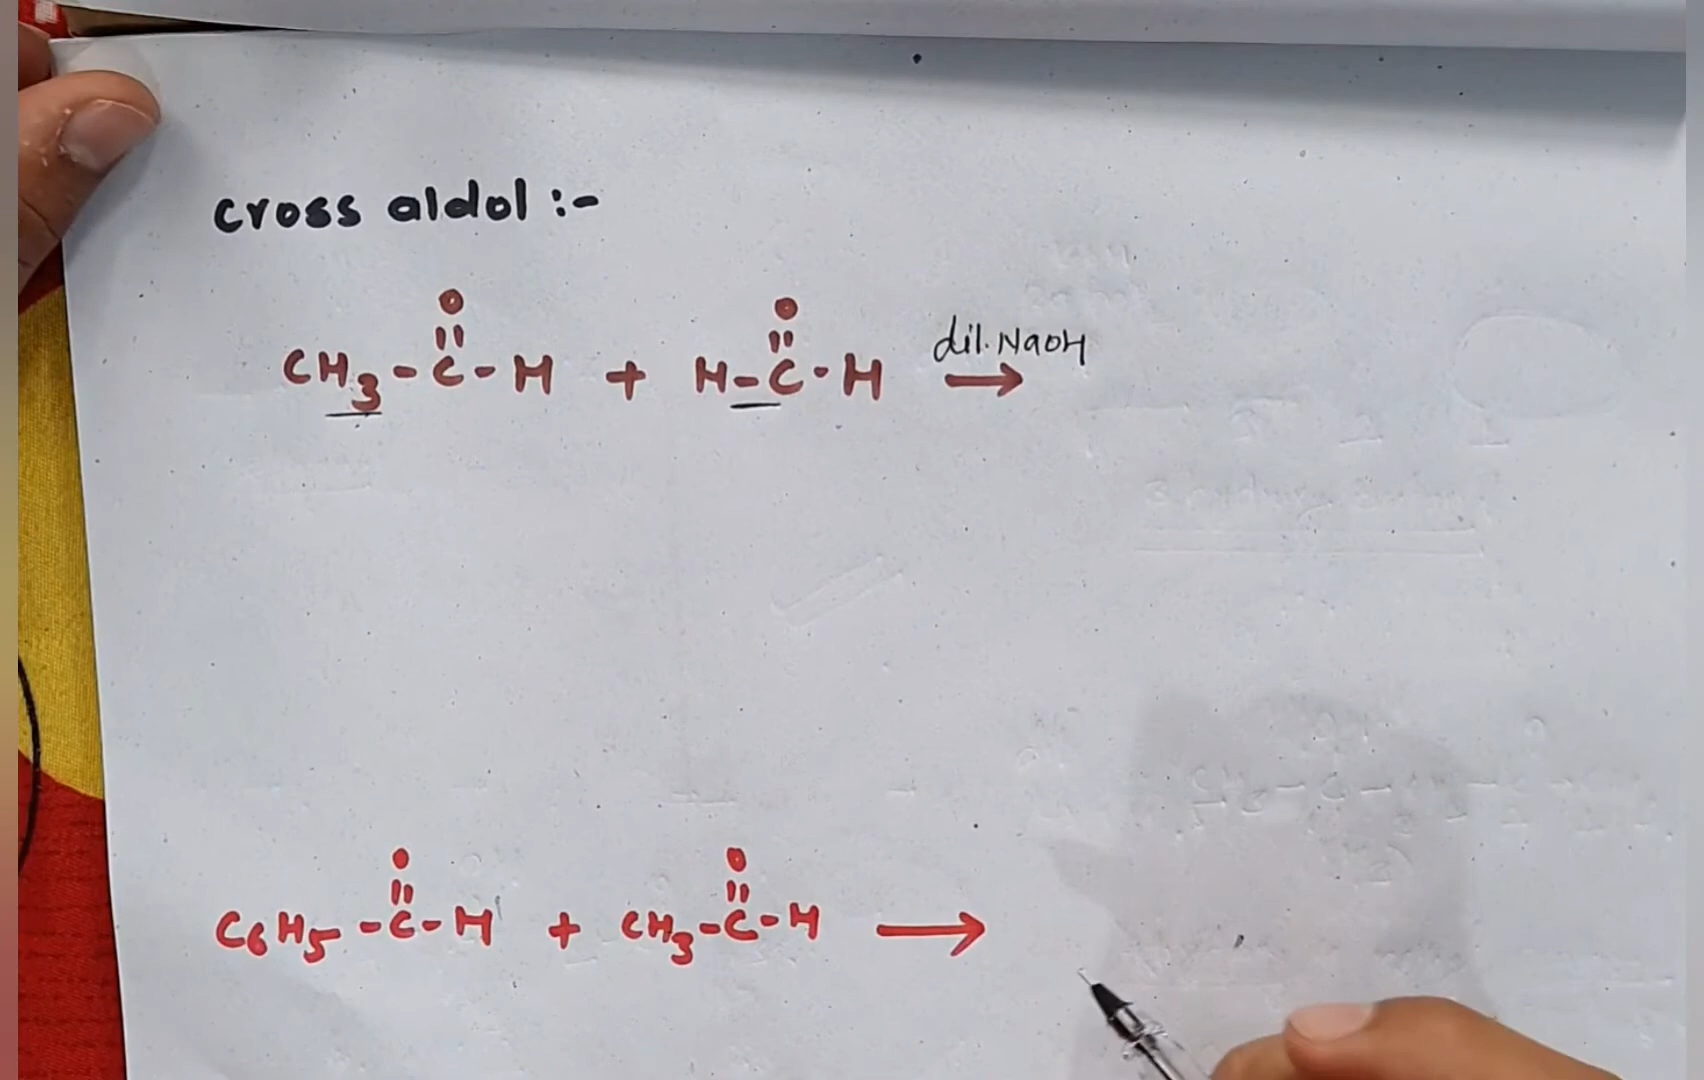 cross aldol :-
O O
|| || dil. NaOH
CH₃-C-H + H-C-H →
O O
|| ||
C₆H₅-C-H + CH₃-C-H →